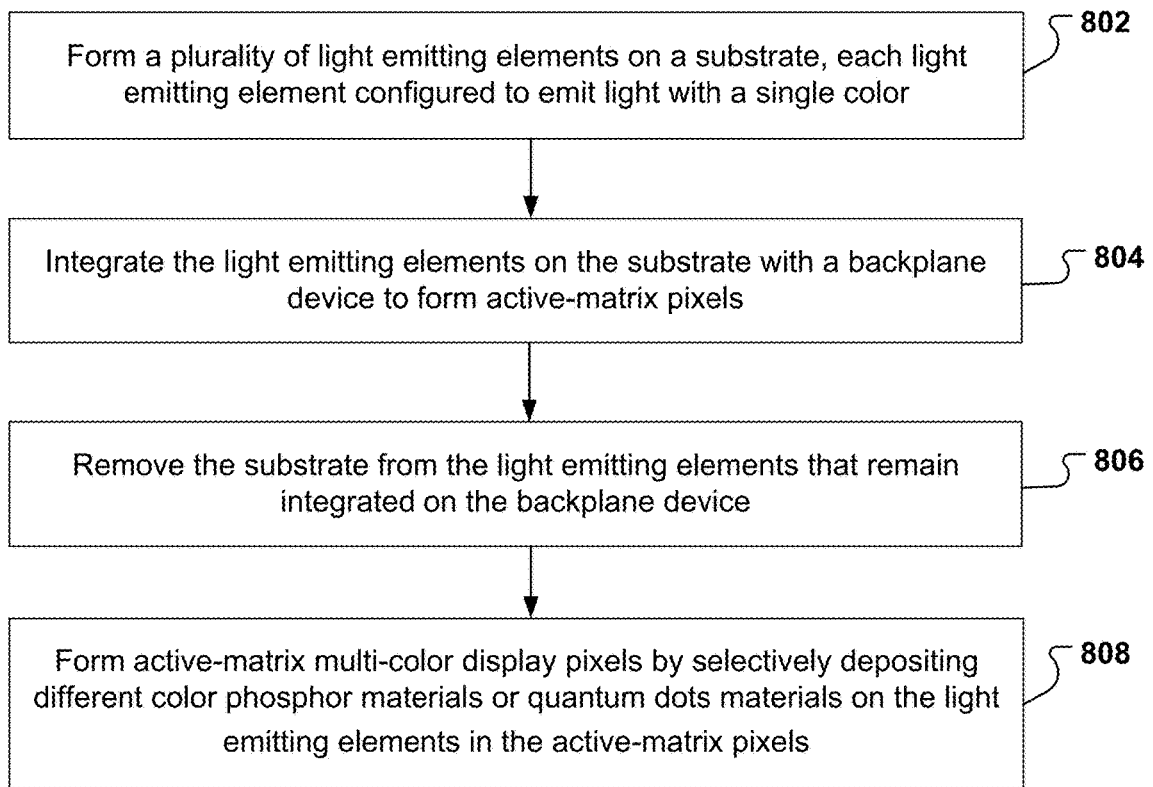 802
Form a plurality of light emitting elements on a substrate, each light
emitting element configured to emit light with a single color
804
Integrate the light emitting elements on the substrate with a backplane
device to form active-matrix pixels
806
Remove the substrate from the light emitting elements that remain
integrated on the backplane device
808
Form active-matrix multi-color display pixels by selectively depositing
different color phosphor materials or quantum dots materials on the light
emitting elements in the active-matrix pixels